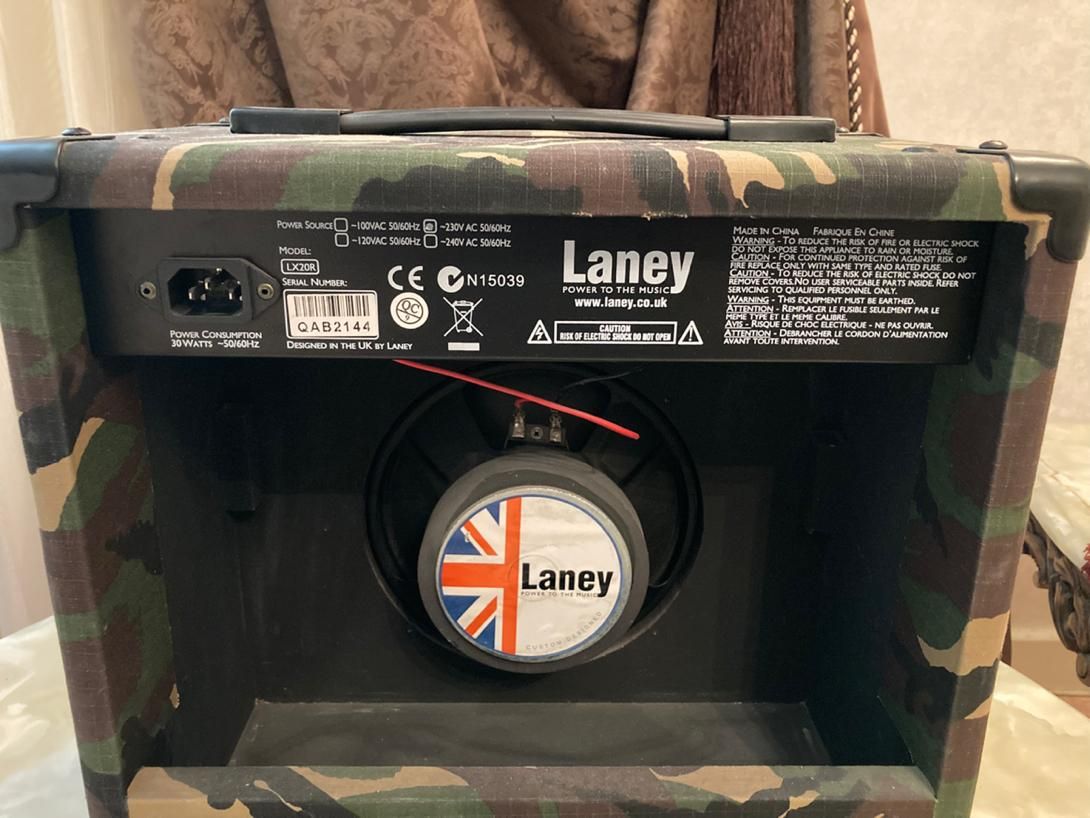 POWER SOURCE ~100VAC 50/60Hz ~230V AC 50/60Hz
~120VAC 50/60Hz ~240V AC 50/60Hz
MODEL:
LX20R
SERIAL NUMBER:
QAB2144
DESIGNED IN THE UK BY LANEY
POWER CONSUMPTION
30 WATTS ~50/60Hz
CE N15039
QC
9
Laney
POWER TO THE MUSIC
www.laney.co.uk
CAUTION
RISK OF ELECTRIC SHOCK DO NOT OPEN
MADE IN CHINA FABRIQUE EN CHINE
WARNING - TO REDUCE THE RISK OF FIRE OR ELECTRIC SHOCK
DO NOT EXPOSE THIS APPLIANCE TO RAIN OR MOISTURE.
CAUTION - FOR CONTINUED PROTECTION AGAINST RISK OF
FIRE REPLACE ONLY WITH SAME TYPE AND RATED FUSE.
CAUTION - TO REDUCE THE RISK OF ELECTRIC SHOCK DO NOT
REMOVE COVERS.NO USER SERVICEABLE PARTS INSIDE. REFER
SERVICING TO QUALIFIED PERSONNEL ONLY.
WARNING - THIS EQUIPMENT MUST BE EARTHED.
ATTENTION - REMPLACER LE FUSIBLE SEULEMENT PAR LE
MEME TYPE ET LE MEME CALIBRE.
AVIS - RISQUE DE CHOC ELECTRIQUE - NE PAS OUVRIR.
ATTENTION - DEBRANCHER LE CORDON D'ALIMENTATION
AVANT TOUTE INTERVENTION.
Laney
POWER TO THE MUSIC
CUSTOM DESIGNED